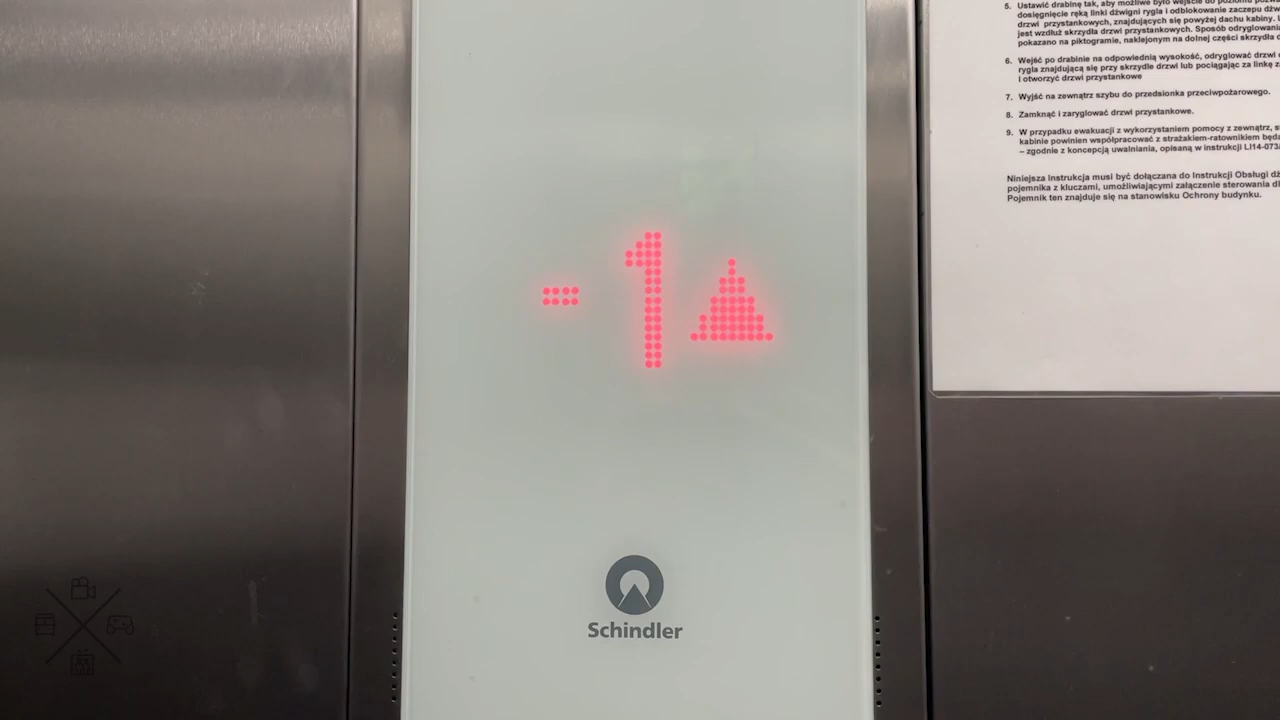 -1
Schindler
5. Ustawić drabinę tak, aby możliwe było wejście do poziomu
dosięgnięcie ręką linki dźwigni rygla i odblokowanie zaczepu
drzwi przystankowych, znajdujących się powyżej dachu kabiny.
jest wzdłuż skrzydła drzwi przystankowych. Sposób
pokazano na piktogramie, naklejonym na dolnej części skrzydła
6. Wejść po drabinie na odpowiednią wysokość, odryglować drzwi
rygla znajdującą się przy skrzydle drzwi lub pociągając za linkę
i otworzyć drzwi przystankowe
7. Wyjść na zewnątrz szybu do przedsionka przeciwpożarowego.
8. Zamknąć i zaryglować drzwi przystankowe.
9. W przypadku ewakuacji z wykorzystaniem pomocy z zewnątrz,
kabinie powinien współpracować z strażakiem-ratownikiem
– zgodnie z koncepcją uwalniania, opisaną w instrukcji
Niniejsza Instrukcja musi być dołączana do Instrukcji Obsługi
pojemnika z kluczami, umożliwiającymi załączenie sterowania
Pojemnik ten znajduje się na stanowisku Ochrony budynku.